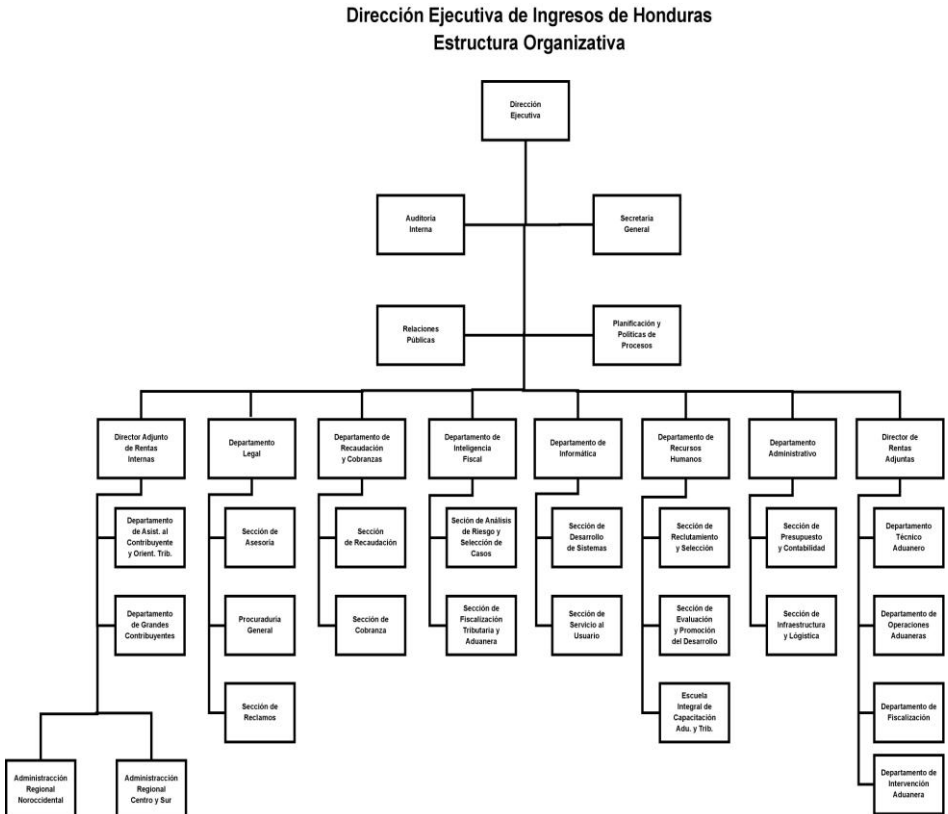 Dirección Ejecutiva de Ingresos de Honduras
Estructura Organizativa
Dirección
Ejecutiva
Auditoría
Interna
Secretaría
General
Relaciones
Públicas
Planificación y
Políticas de
Procesos
Director Adjunto
de Rentas
Internas
Departamento
Legal
Departamento de
Recaudación
y Cobranzas
Departamento de
Inteligencia
Fiscal
Departamento de
Informática
Departamento de
Recursos
Humanos
Departamento
Administrativo
Director de
Rentas
Adjuntas
Departamento
de Asist. al
Contribuyente
y Orient. Trib.
Sección de
Asesoría
Sección
de Recaudación
Seción de Análisis
de Riesgo y
Selección de
Casos
Sección de
Desarrollo
de Sistemas
Sección de
Reclutamiento
y Selección
Sección de
Presupuesto
y Contabilidad
Departamento
Técnico
Aduanero
Departamento
de Grandes
Contribuyentes
Procuraduría
General
Sección de
Cobranza
Sección de
Fiscalización
Tributaria y
Aduanera
Sección de
Servicio al
Usuario
Sección de
Evaluación
y Promoción
del Desarrollo
Sección de
Infraestructura
y Lógística
Departamento de
Operaciones
Aduaneras
Sección de
Reclamos
Escuela
Integral de
Capacitación
Adu. y Trib.
Departamento de
Fiscalización
Administracción
Regional
Noroccidental
Administracción
Regional
Centro y Sur
Departamento de
Intervención
Aduanera